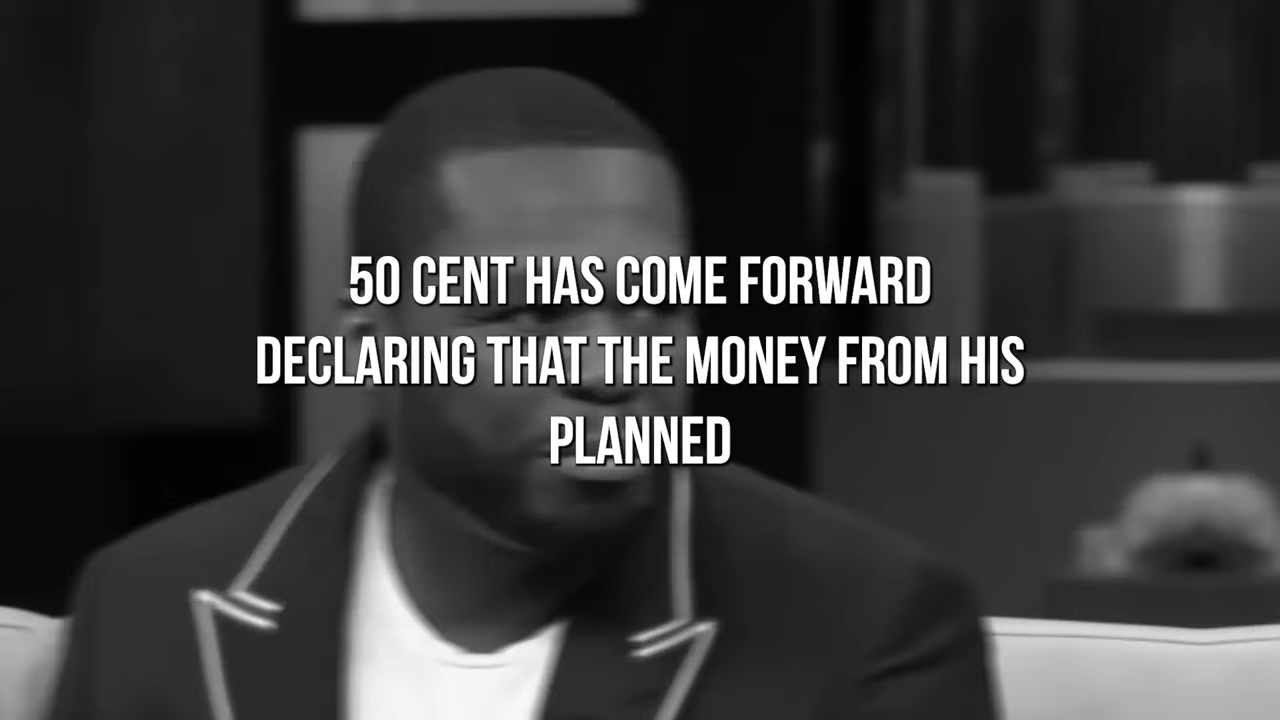 50 CENT HAS COME FORWARD
DECLARING THAT THE MONEY FROM HIS
PLANNED